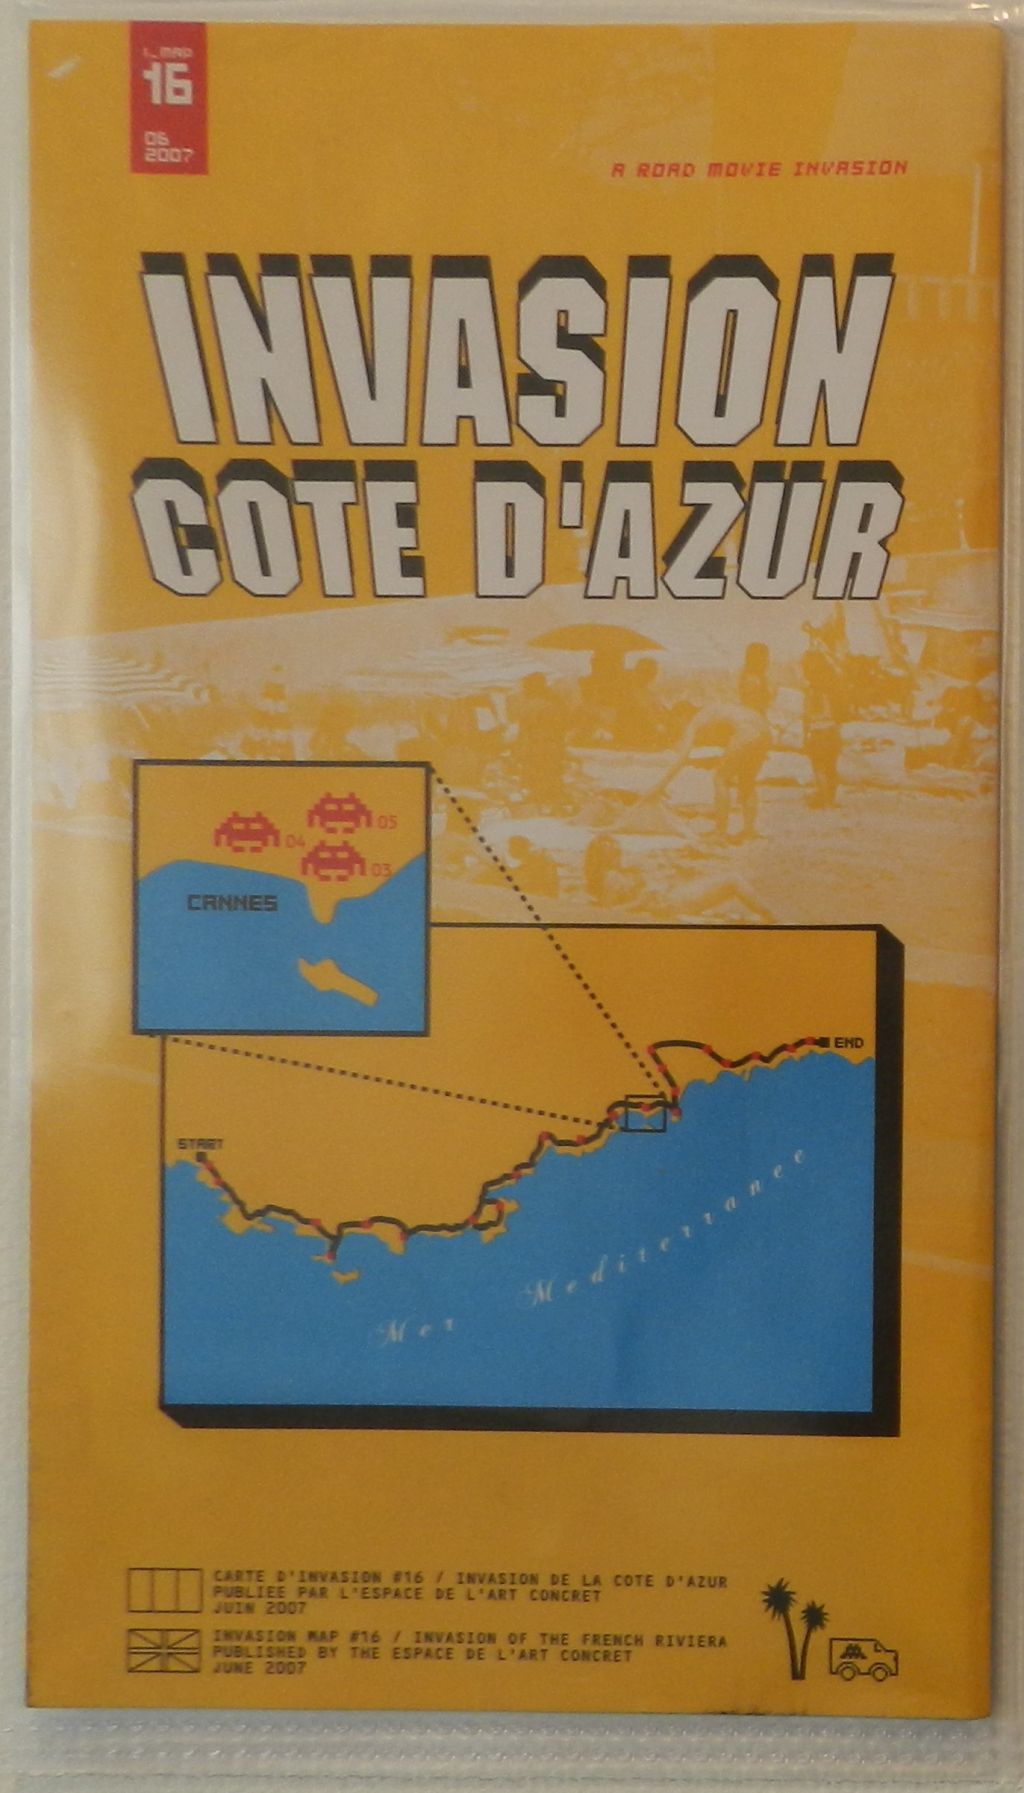 I_MAP
16
06
2007
A ROAD MOVIE INVASION
INVASION
COTE D'AZUR
05
04
03
CANNES
END
START
Mer Mediterranee
CARTE D'INVASION #16 / INVASION DE LA COTE D'AZUR
PUBLIEE PAR L'ESPACE DE L'ART CONCRET
JUIN 2007
INVASION MAP #16 / INVASION OF THE FRENCH RIVIERA
PUBLISHED BY THE ESPACE DE L'ART CONCRET
JUNE 2007